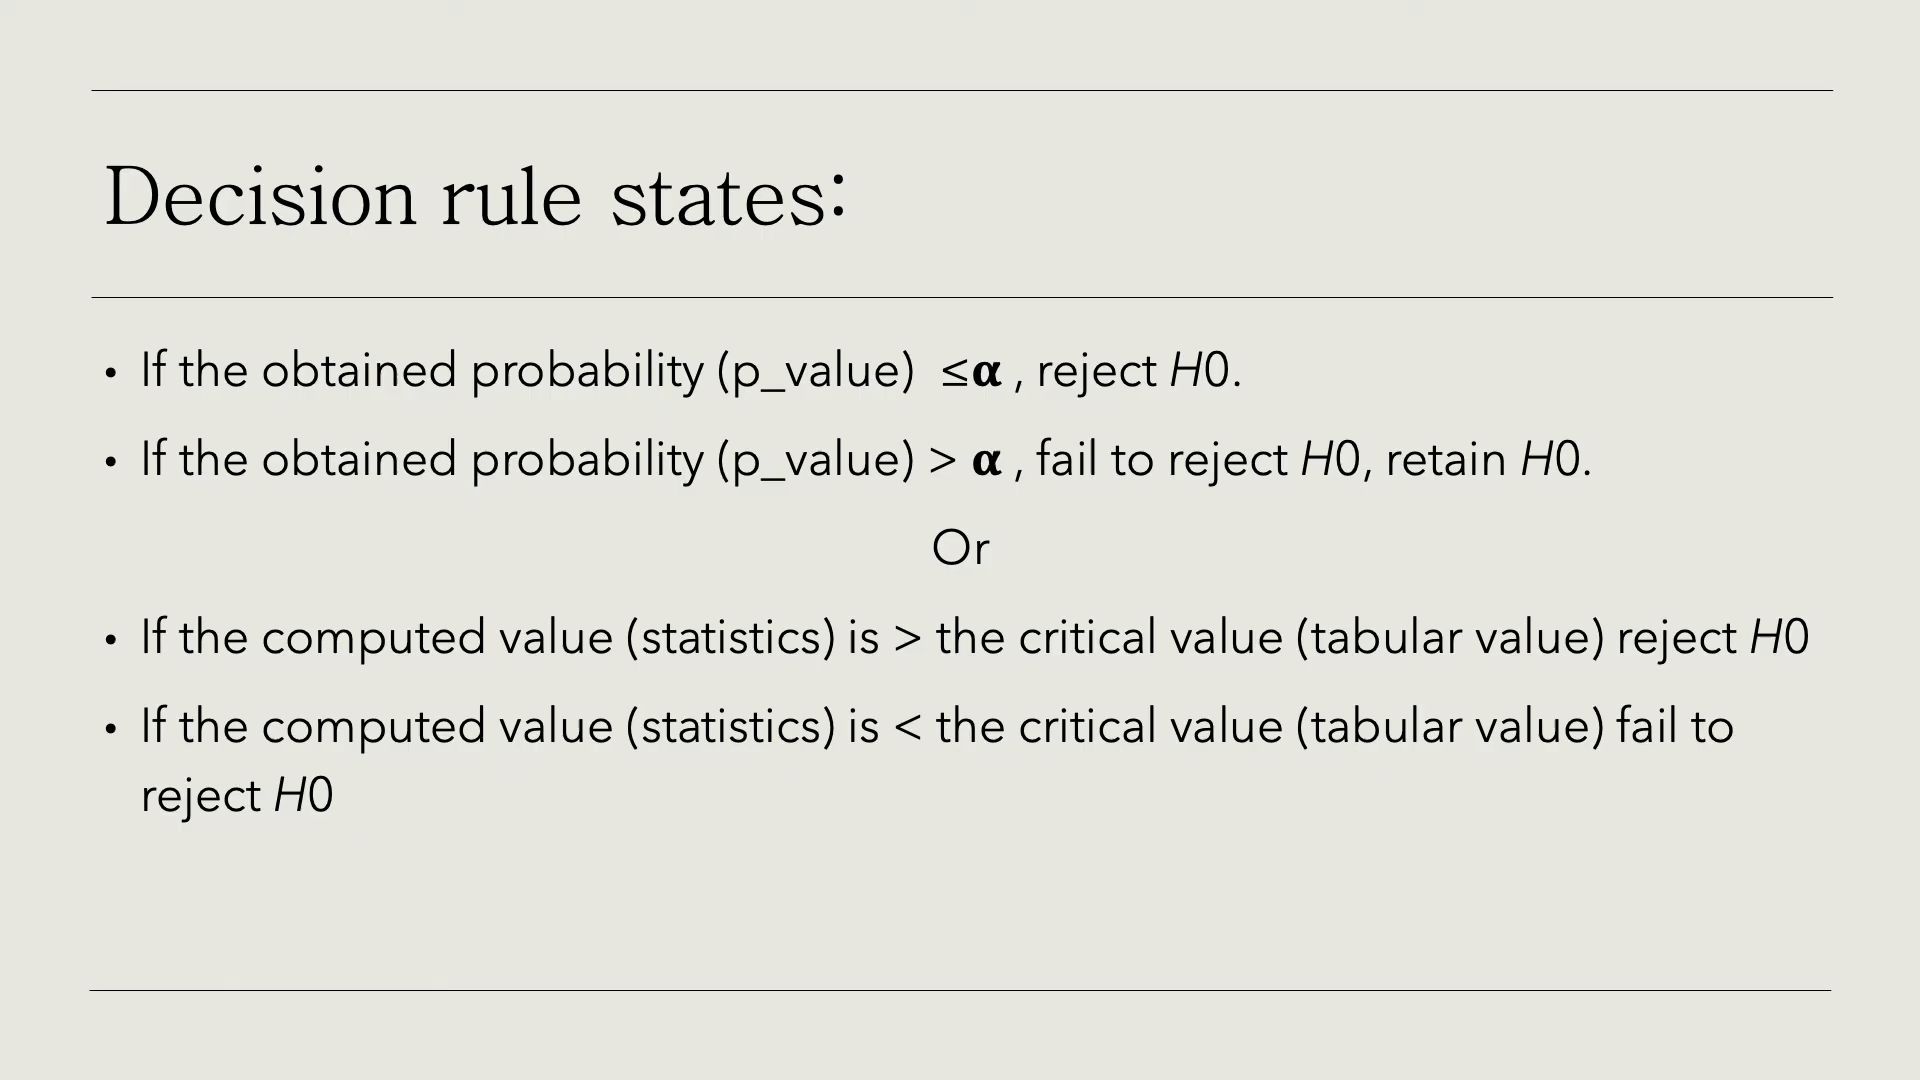 Decision rule states:
• If the obtained probability (p_value)  ≤α , reject H0.
• If the obtained probability (p_value) > α , fail to reject H0, retain H0.
Or
• If the computed value (statistics) is > the critical value (tabular value) reject H0
• If the computed value (statistics) is < the critical value (tabular value) fail to
reject H0